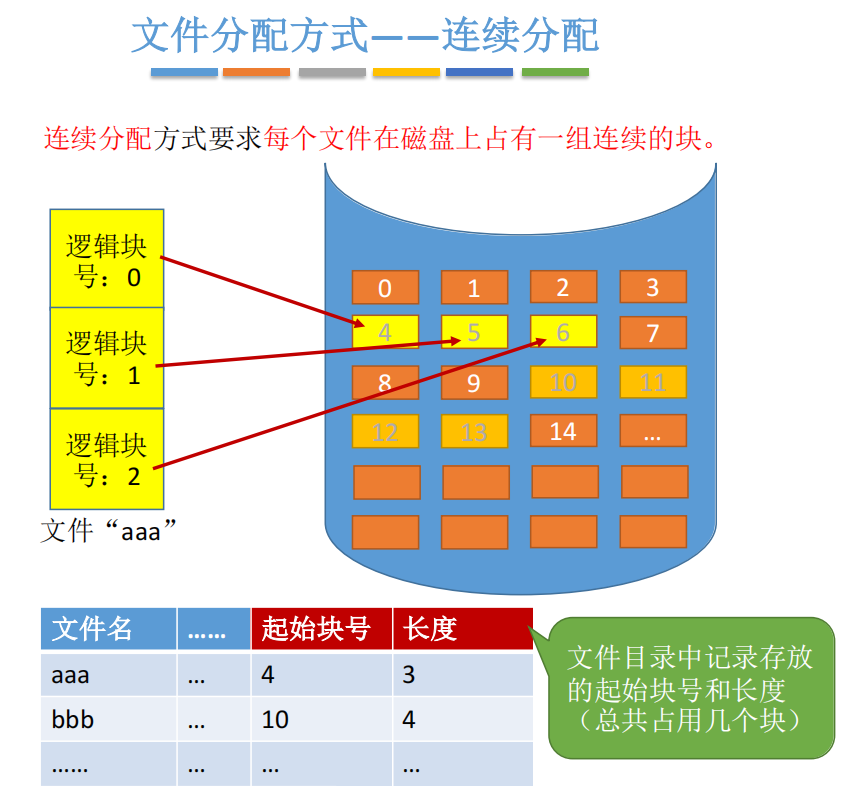 文件分配方式——连续分配
连续分配方式要求每个文件在磁盘上占有一组连续的块。
逻辑块
号：0
逻辑块
号：1
逻辑块
号：2
文件“aaa”
0 1 2 3
4 5 6 7
8 9 10 11
12 13 14 …
文件名 …… 起始块号 长度
aaa … 4 3
bbb … 10 4
…… … … …
文件目录中记录存放
的起始块号和长度
（总共占用几个块）